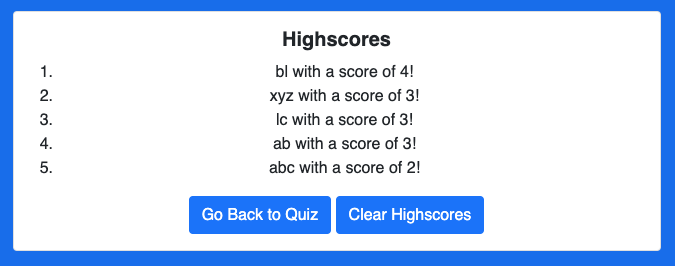 Highscores
1. bl with a score of 4!
2. xyz with a score of 3!
3. lc with a score of 3!
4. ab with a score of 3!
5. abc with a score of 2!
Go Back to Quiz Clear Highscores